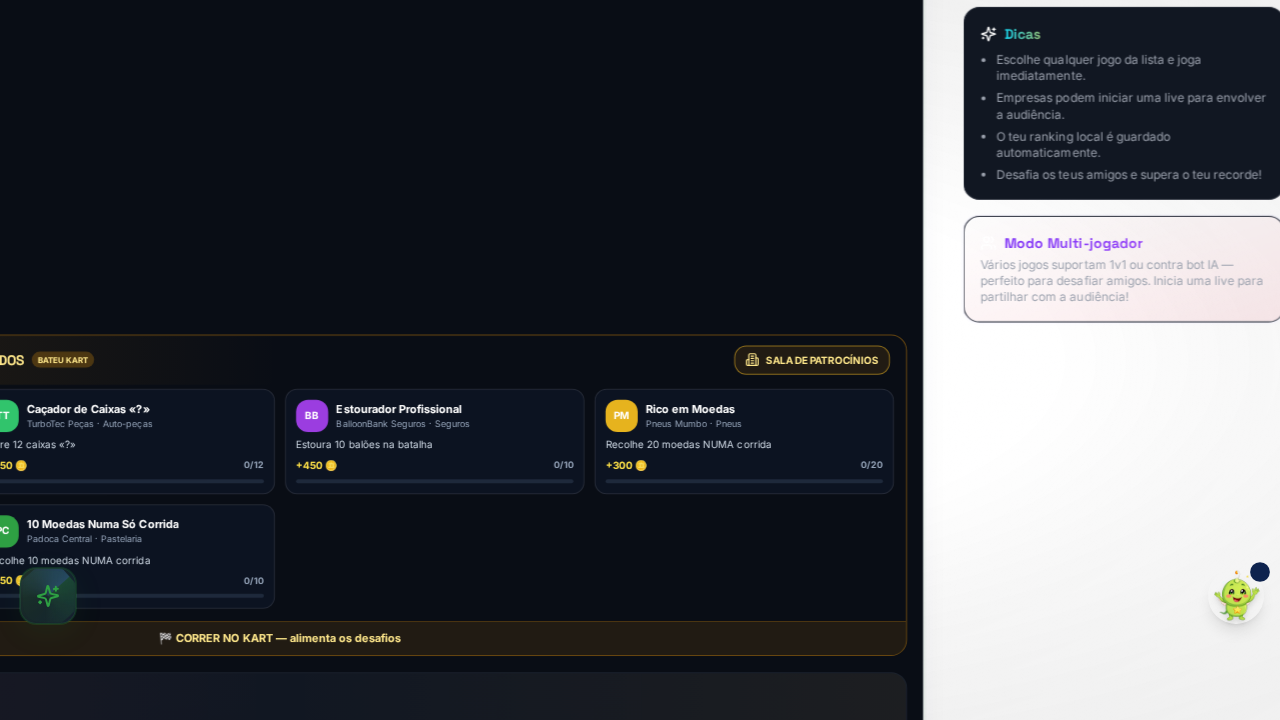 DOS
BATEU KART
SALA DE PATROCÍNIOS
TT
Caçador de Caixas «?»
TurboTec Peças · Auto-peças
re 12 caixas «?»
50
0/12
BB
Estourador Profissional
BalloonBank Seguros · Seguros
Estoura 10 balões na batalha
+450
0/10
PM
Rico em Moedas
Pneus Mumbo · Pneus
Recolhe 20 moedas NUMA corrida
+300
0/20
PC
10 Moedas Numa Só Corrida
Padoca Central · Pastelaria
colhe 10 moedas NUMA corrida
50
0/10
CORRER NO KART — alimenta os desafios
Dicas
• Escolhe qualquer jogo da lista e joga
imediatamente.
• Empresas podem iniciar uma live para envolver
a audiência.
• O teu ranking local é guardado
automaticamente.
• Desafia os teus amigos e supera o teu recorde!
Modo Multi-jogador
Vários jogos suportam 1v1 ou contra bot IA —
perfeito para desafiar amigos. Inicia uma live para
partilhar com a audiência!